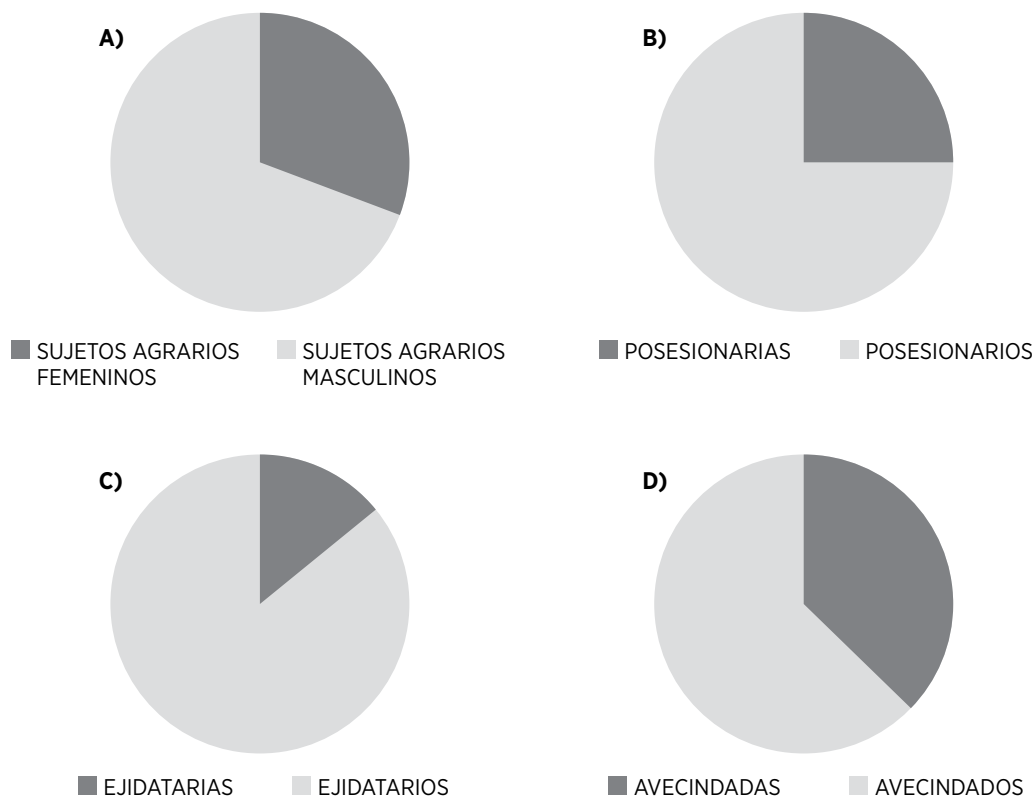 A)
B)
SUJETOS AGRARIOS FEMENINOS
SUJETOS AGRARIOS MASCULINOS
POSESIONARIAS
POSESIONARIOS
C)
D)
EJIDATARIAS
EJIDATARIOS
AVECINDADAS
AVECINDADOS